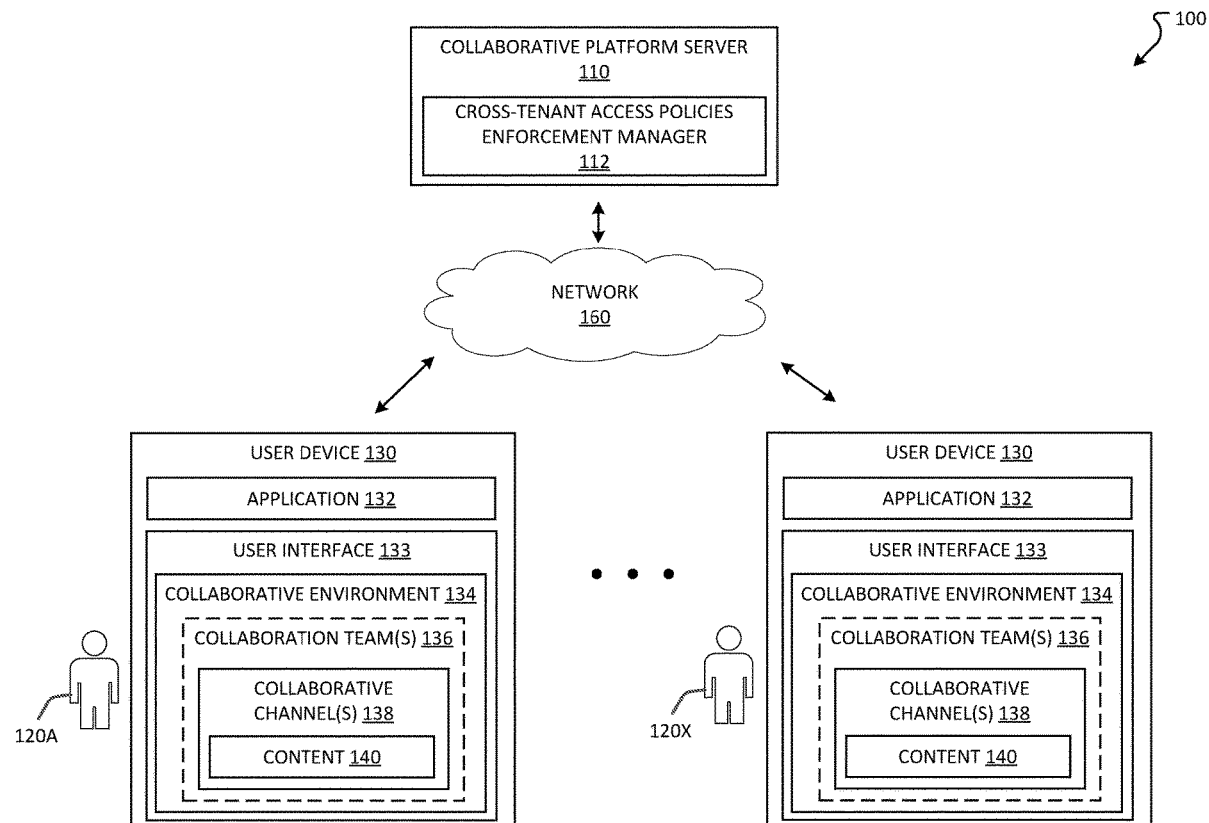 100
COLLABORATIVE PLATFORM SERVER
110
CROSS-TENANT ACCESS POLICIES
ENFORCEMENT MANAGER
112
NETWORK
160
USER DEVICE 130
APPLICATION 132
USER INTERFACE 133
COLLABORATIVE ENVIRONMENT 134
COLLABORATION TEAM(S) 136
COLLABORATIVE
CHANNEL(S) 138
CONTENT 140
120A
USER DEVICE 130
APPLICATION 132
USER INTERFACE 133
COLLABORATIVE ENVIRONMENT 134
COLLABORATION TEAM(S) 136
COLLABORATIVE
CHANNEL(S) 138
CONTENT 140
120X